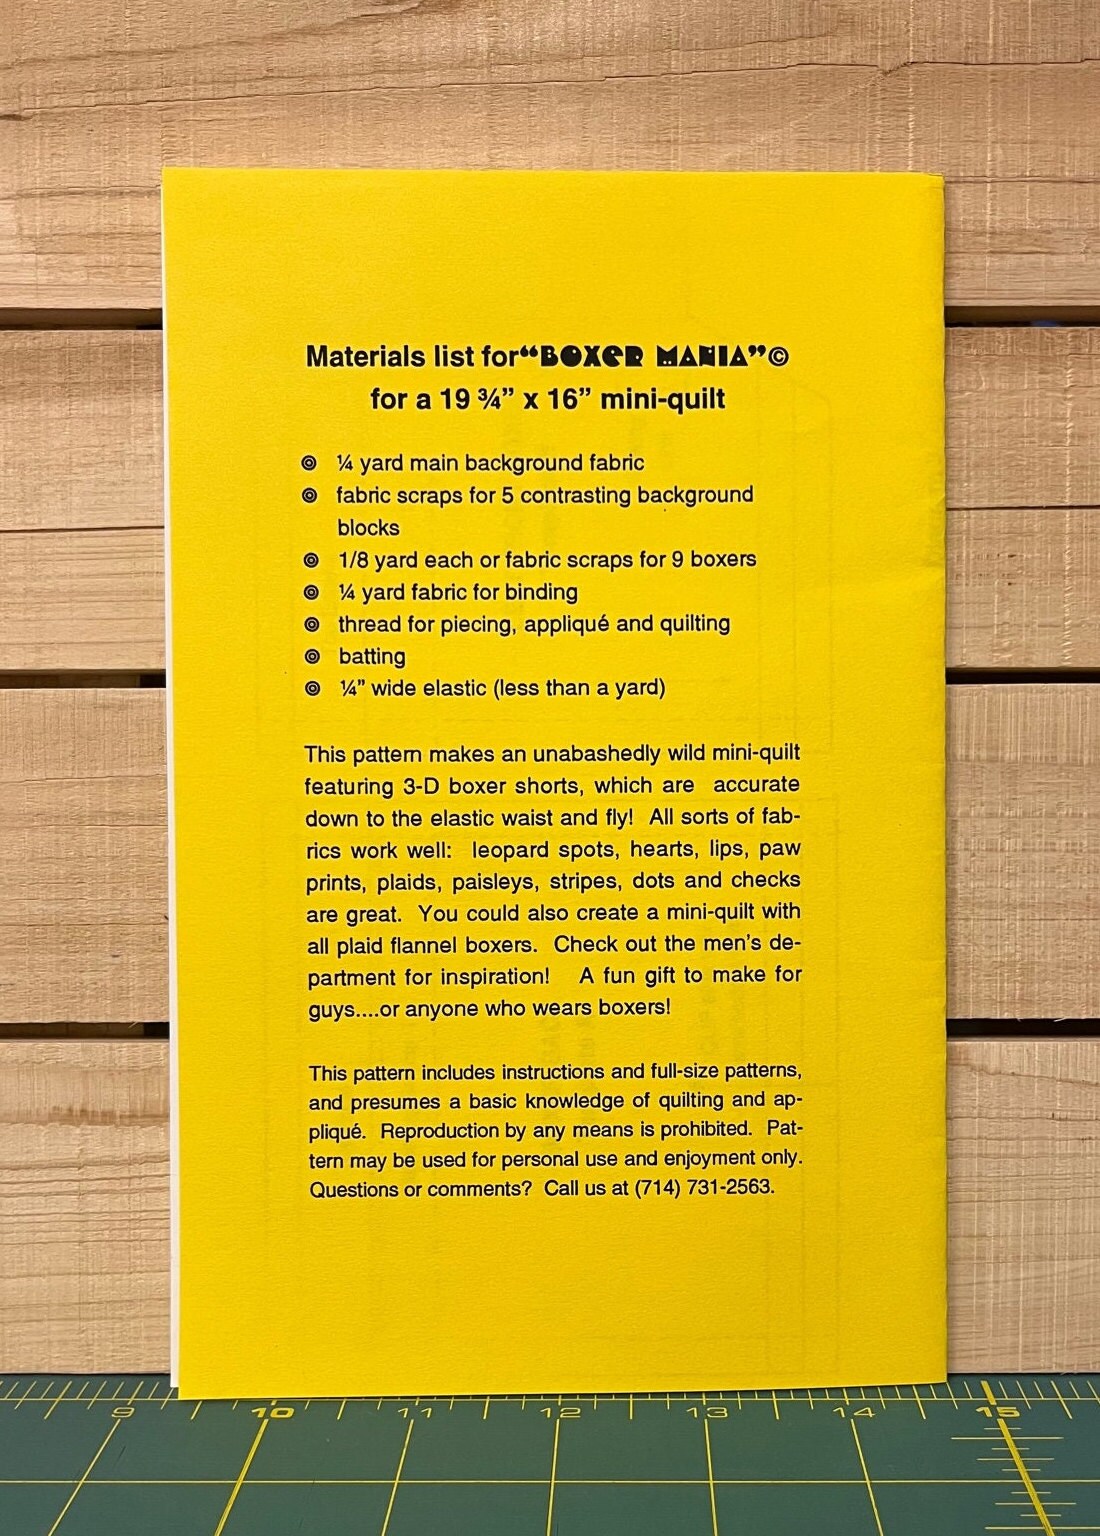 Materials list for“BOXER MANIA”©
for a 19 ¾” x 16” mini-quilt
¼ yard main background fabric
fabric scraps for 5 contrasting background
blocks
1/8 yard each or fabric scraps for 9 boxers
¼ yard fabric for binding
thread for piecing, appliqué and quilting
batting
¼” wide elastic (less than a yard)
This pattern makes an unabashedly wild mini-quilt
featuring 3-D boxer shorts, which are accurate
down to the elastic waist and fly! All sorts of fab-
rics work well: leopard spots, hearts, lips, paw
prints, plaids, paisleys, stripes, dots and checks
are great. You could also create a mini-quilt with
all plaid flannel boxers. Check out the men’s de-
partment for inspiration! A fun gift to make for
guys....or anyone who wears boxers!
This pattern includes instructions and full-size patterns,
and presumes a basic knowledge of quilting and ap-
pliqué. Reproduction by any means is prohibited. Pat-
tern may be used for personal use and enjoyment only.
Questions or comments? Call us at (714) 731-2563.
9 10 11 12 13 14 15